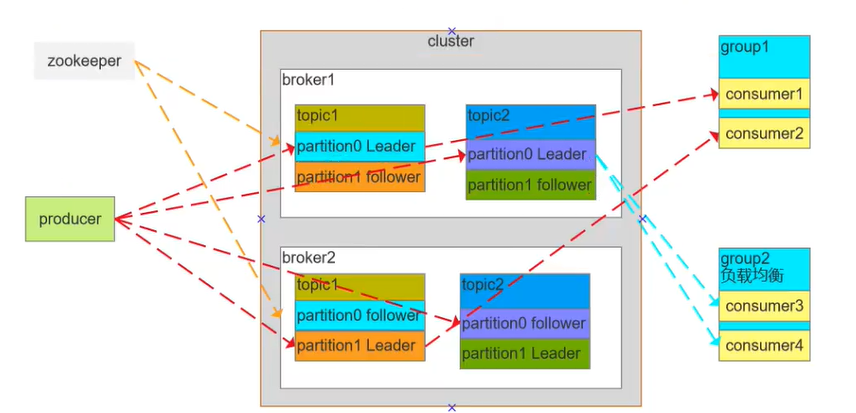 cluster
zookeeper
producer
broker1
topic1
partition0 Leader
partition1 follower
topic2
partition0 Leader
partition1 follower
broker2
topic1
partition0 follower
partition1 Leader
topic2
partition0 follower
partition1 Leader
group1
consumer1
consumer2
group2
负载均衡
consumer3
consumer4